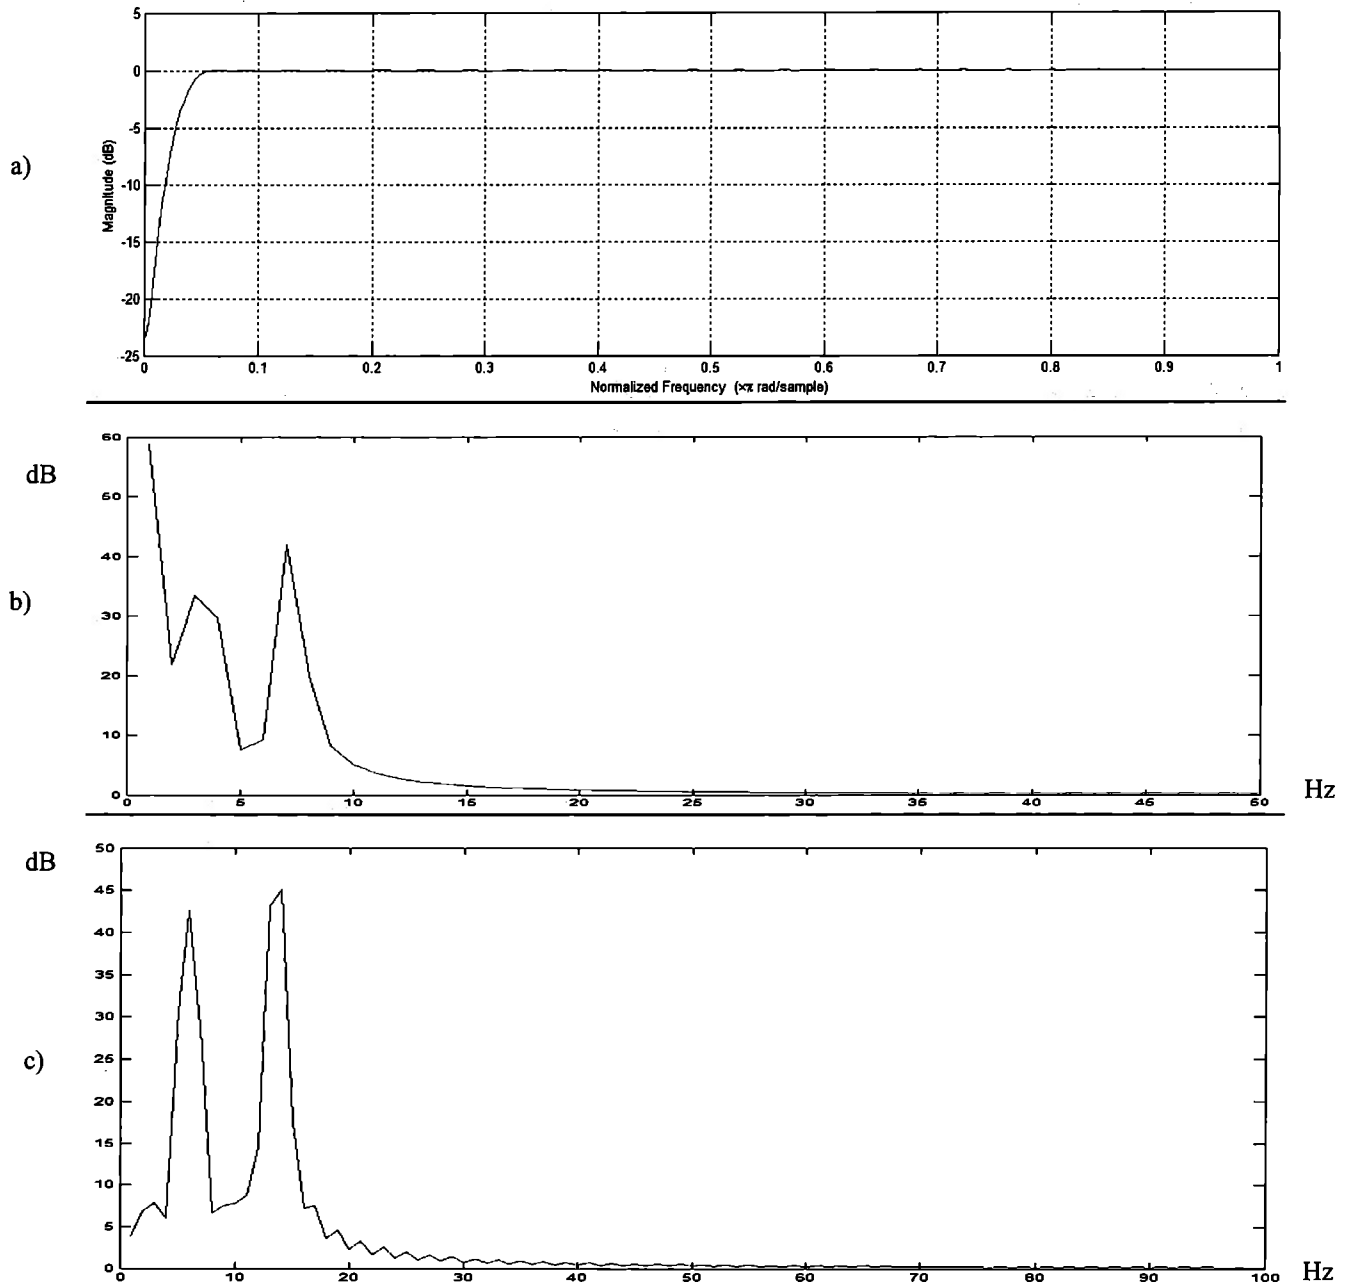 a)
Magnitude (dB)
5
0
-5
-10
-15
-20
-25
0 0.1 0.2 0.3 0.4 0.5 0.6 0.7 0.8 0.9 1
Normalized Frequency (×π rad/sample)
b)
dB
60
50
40
30
20
10
0
0 5 10 15 20 25 30 35 40 45 50
Hz
c)
dB
50
45
40
35
30
25
20
15
10
5
0
0 10 20 30 40 50 60 70 80 90 100
Hz